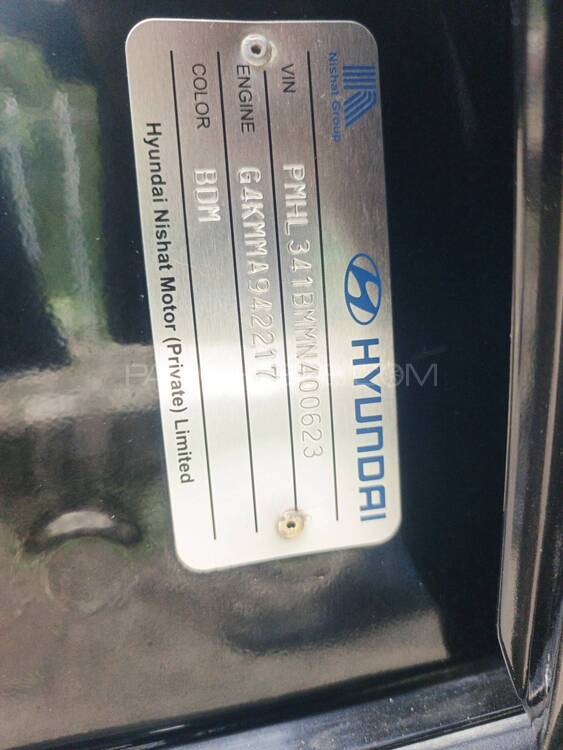 Nishat Group
HYUNDAI
VIN PMHL341BMMN400623
ENGINE G4KMMA942217
COLOR BDM
Hyundai Nishat Motor (Private) Limited